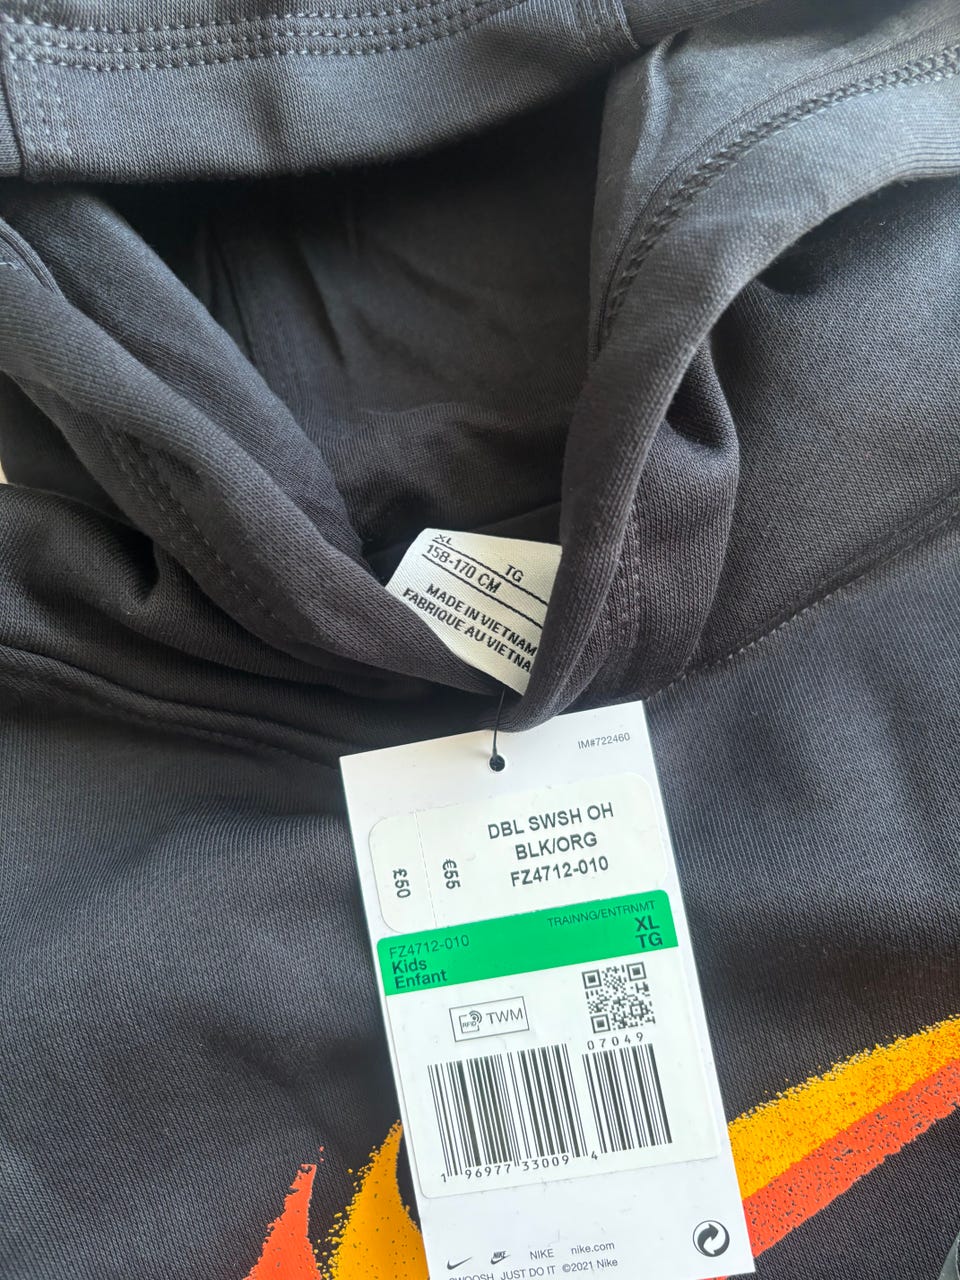 XL
TG
158-170 CM
MADE IN VIETNAM
FABRIQUE AU VIETNA
IM#722460
£50
€55
DBL SWSH OH
BLK/ORG
FZ4712-010
FZ4712-010
Kids
Enfant
TRAINNG/ENTRNMT
XL
TG
RFID
TWM
07049
1 96977 33009 4
NIKE nike.com
SWOOSH JUST DO IT ©2021 Nike